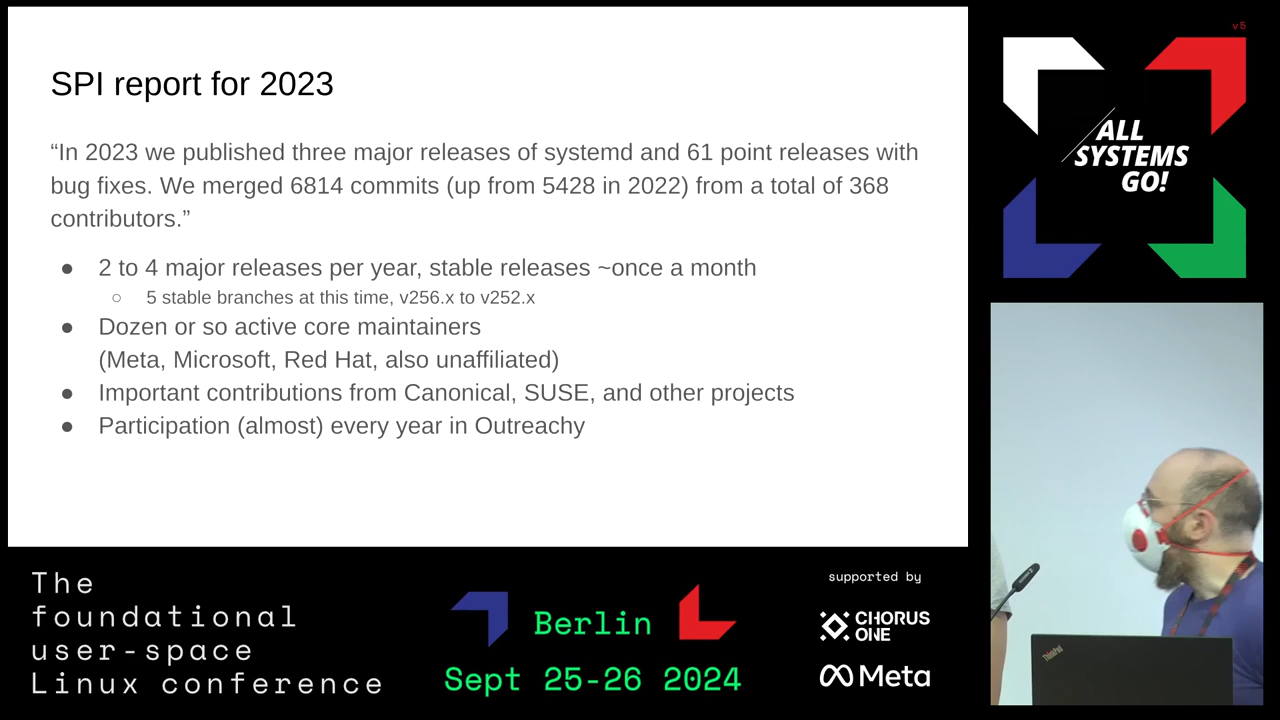 SPI report for 2023
“In 2023 we published three major releases of systemd and 61 point releases with
bug fixes. We merged 6814 commits (up from 5428 in 2022) from a total of 368
contributors.”
● 2 to 4 major releases per year, stable releases ~once a month
○ 5 stable branches at this time, v256.x to v252.x
● Dozen or so active core maintainers
(Meta, Microsoft, Red Hat, also unaffiliated)
● Important contributions from Canonical, SUSE, and other projects
● Participation (almost) every year in Outreachy
v5
ALL
SYSTEMS
GO!
ThinkPad
The
foundational
user-space
Linux conference
Berlin
Sept 25-26 2024
supported by
CHORUS
ONE
Meta